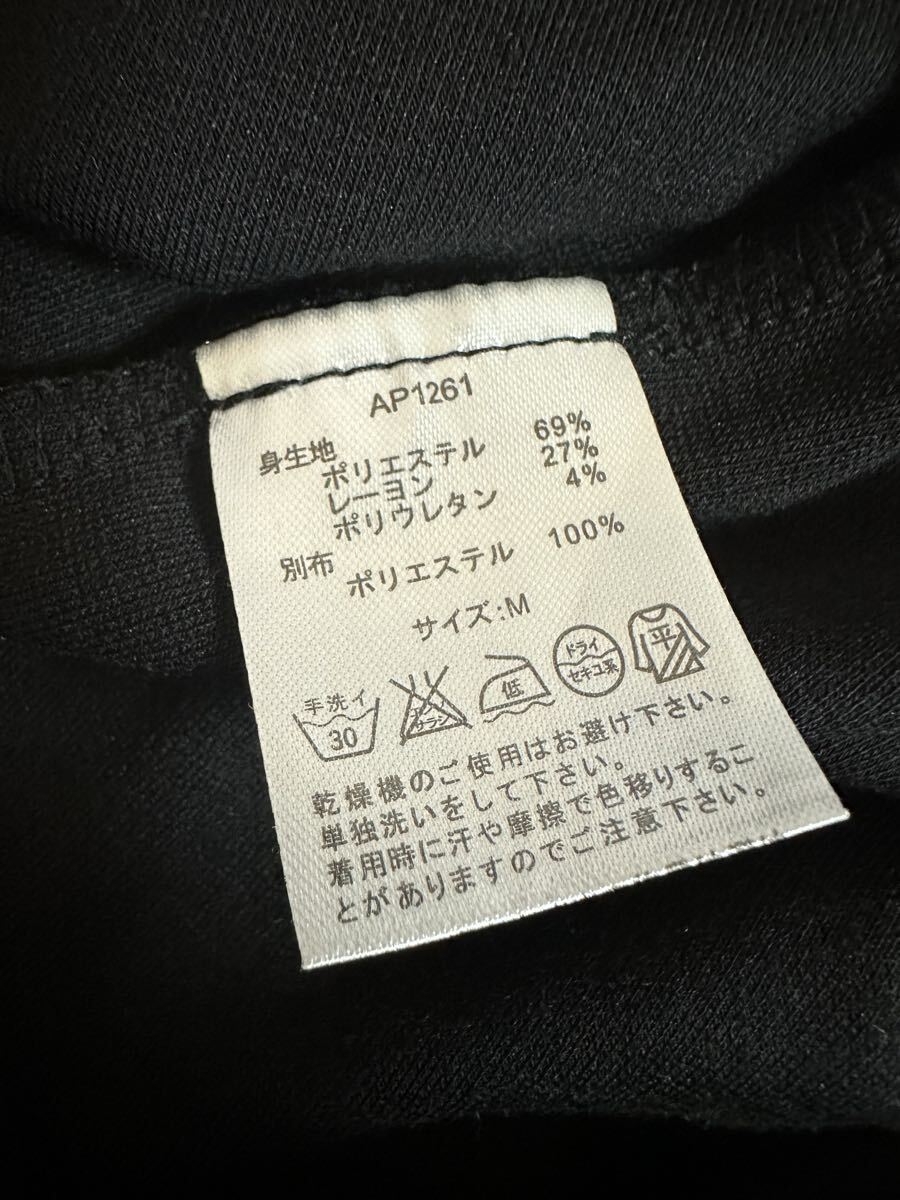 AP1261
身生地
ポリエステル 69%
レーヨン 27%
ポリウレタン 4%
別布
ポリエステル 100%
サイズ:M
手洗イ 30 サラシ 低 ドライ セキユ系 平
乾燥機のご使用はお避け下さい。
単独洗いをして下さい。
着用時に汗や摩擦で色移りするこ
とがありますのでご注意下さい。